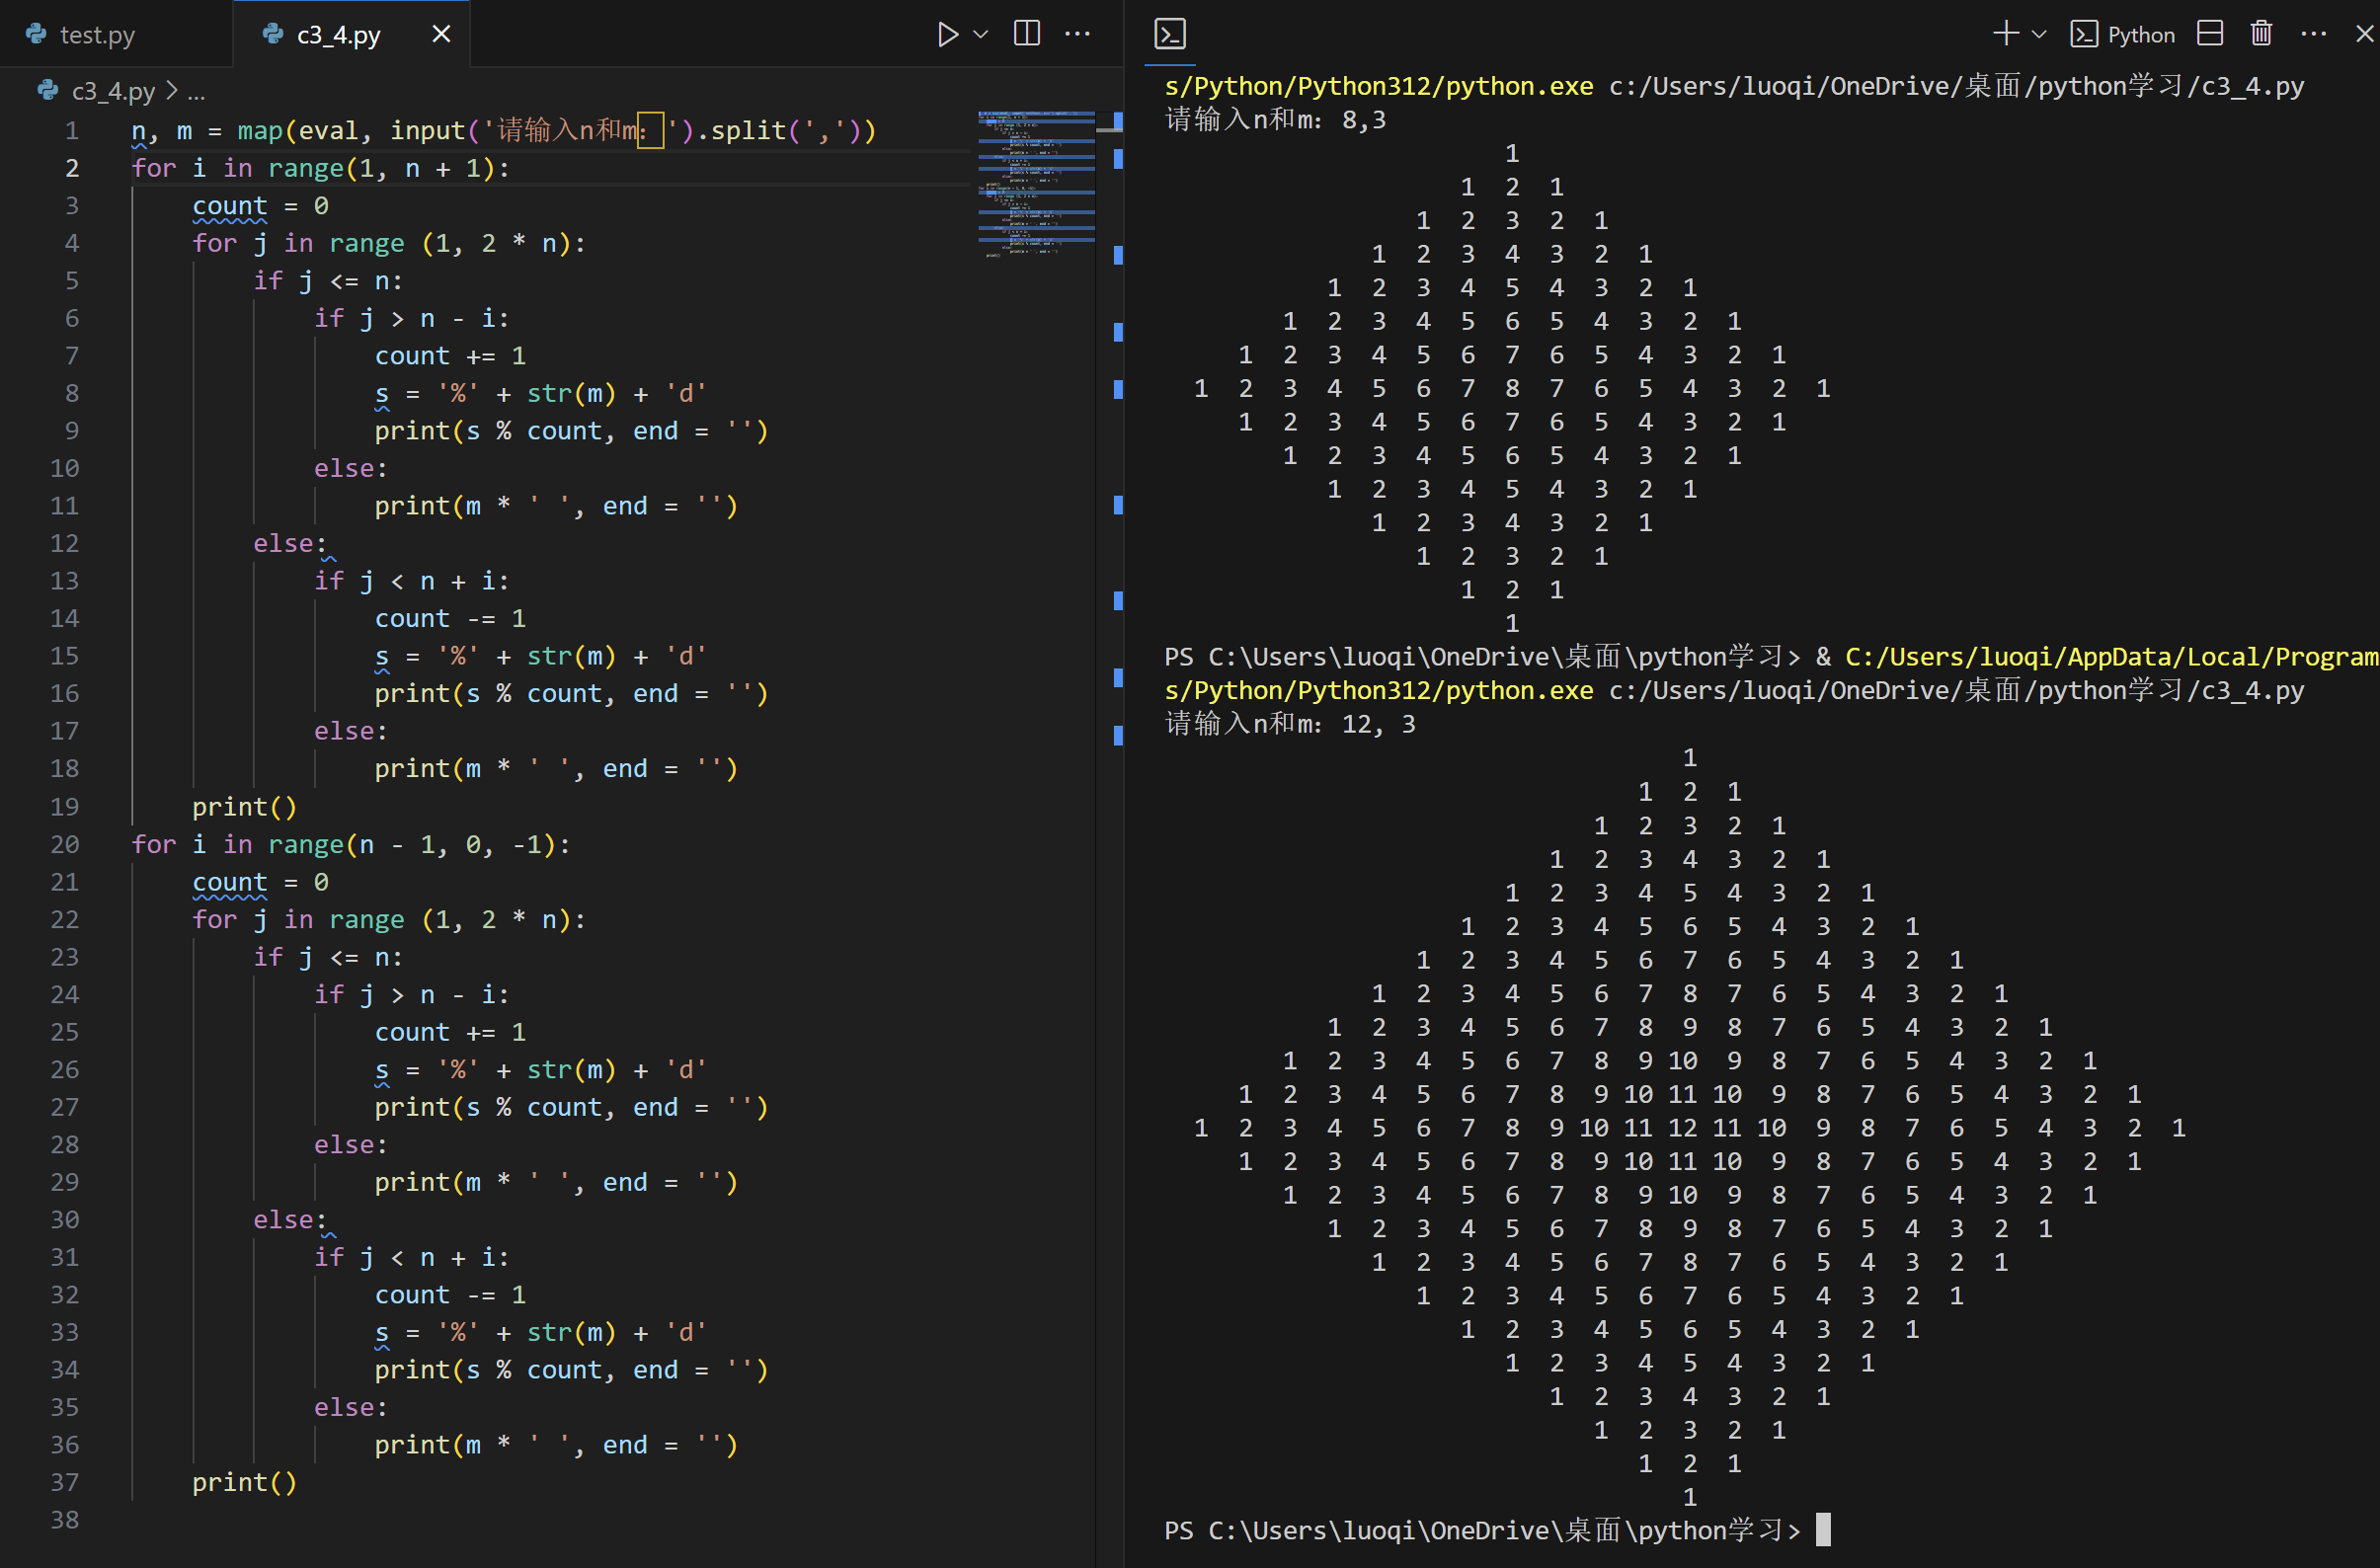 test.py
c3_4.py
c3_4.py > ...
1 n, m = map(eval, input('请输入n和m：').split(','))
2 for i in range(1, n + 1):
3     count = 0
4     for j in range (1, 2 * n):
5         if j <= n:
6             if j > n - i:
7                 count += 1
8                 s = '%' + str(m) + 'd'
9                 print(s % count, end = '')
10             else:
11                 print(m * ' ', end = '')
12         else:
13             if j < n + i:
14                 count -= 1
15                 s = '%' + str(m) + 'd'
16                 print(s % count, end = '')
17             else:
18                 print(m * ' ', end = '')
19     print()
20 for i in range(n - 1, 0, -1):
21     count = 0
22     for j in range (1, 2 * n):
23         if j <= n:
24             if j > n - i:
25                 count += 1
26                 s = '%' + str(m) + 'd'
27                 print(s % count, end = '')
28             else:
29                 print(m * ' ', end = '')
30         else:
31             if j < n + i:
32                 count -= 1
33                 s = '%' + str(m) + 'd'
34                 print(s % count, end = '')
35             else:
36                 print(m * ' ', end = '')
37     print()
38
Python
s/Python/Python312/python.exe c:/Users/luoqi/OneDrive/桌面/python学习/c3_4.py
请输入n和m：8,3
1
1 2 1
1 2 3 2 1
1 2 3 4 3 2 1
1 2 3 4 5 4 3 2 1
1 2 3 4 5 6 5 4 3 2 1
1 2 3 4 5 6 7 6 5 4 3 2 1
1 2 3 4 5 6 7 8 7 6 5 4 3 2 1
1 2 3 4 5 6 7 6 5 4 3 2 1
1 2 3 4 5 6 5 4 3 2 1
1 2 3 4 5 4 3 2 1
1 2 3 4 3 2 1
1 2 3 2 1
1 2 1
1
PS C:\Users\luoqi\OneDrive\桌面\python学习> & C:/Users/luoqi/AppData/Local/Program
s/Python/Python312/python.exe c:/Users/luoqi/OneDrive/桌面/python学习/c3_4.py
请输入n和m：12, 3
1
1 2 1
1 2 3 2 1
1 2 3 4 3 2 1
1 2 3 4 5 4 3 2 1
1 2 3 4 5 6 5 4 3 2 1
1 2 3 4 5 6 7 6 5 4 3 2 1
1 2 3 4 5 6 7 8 7 6 5 4 3 2 1
1 2 3 4 5 6 7 8 9 8 7 6 5 4 3 2 1
1 2 3 4 5 6 7 8 9 10 9 8 7 6 5 4 3 2 1
1 2 3 4 5 6 7 8 9 10 11 10 9 8 7 6 5 4 3 2 1
1 2 3 4 5 6 7 8 9 10 11 12 11 10 9 8 7 6 5 4 3 2 1
1 2 3 4 5 6 7 8 9 10 11 10 9 8 7 6 5 4 3 2 1
1 2 3 4 5 6 7 8 9 10 9 8 7 6 5 4 3 2 1
1 2 3 4 5 6 7 8 9 8 7 6 5 4 3 2 1
1 2 3 4 5 6 7 8 7 6 5 4 3 2 1
1 2 3 4 5 6 7 6 5 4 3 2 1
1 2 3 4 5 6 5 4 3 2 1
1 2 3 4 5 4 3 2 1
1 2 3 4 3 2 1
1 2 3 2 1
1 2 1
1
PS C:\Users\luoqi\OneDrive\桌面\python学习>